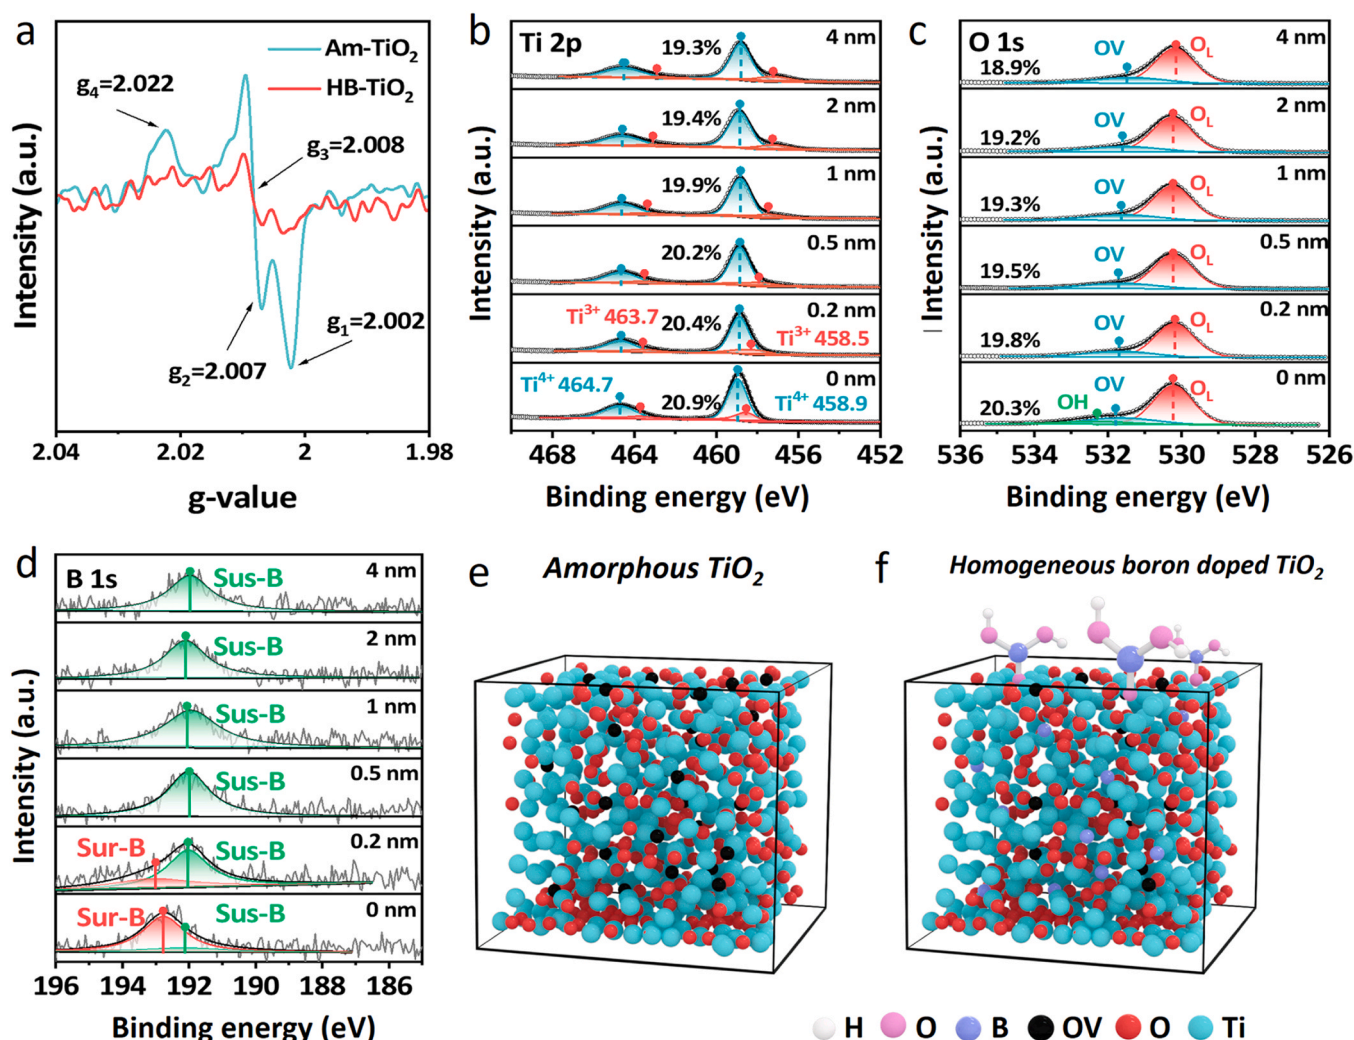 a
Am-TiO2
HB-TiO2
g4=2.022
g3=2.008
g2=2.007
g1=2.002
Intensity (a.u.)
2.04
2.02
2
1.98
g-value
b
Ti 2p
19.3%
4 nm
19.4%
2 nm
19.9%
1 nm
20.2%
0.5 nm
Ti3+ 463.7
20.4%
0.2 nm
Ti3+ 458.5
Ti4+ 464.7
20.9%
0 nm
Ti4+ 458.9
Intensity (a.u.)
468
464
460
456
452
Binding energy (eV)
c
O 1s
18.9%
OV
OL
4 nm
19.2%
OV
OL
2 nm
19.3%
OV
OL
1 nm
19.5%
OV
OL
0.5 nm
19.8%
OV
OL
0.2 nm
20.3%
OH
OV
OL
0 nm
Intensity (a.u.)
536
534
532
530
528
526
Binding energy (eV)
d
B 1s
Sus-B
4 nm
Sus-B
2 nm
Sus-B
1 nm
Sus-B
0.5 nm
Sur-B
Sus-B
0.2 nm
Sur-B
Sus-B
0 nm
Intensity (a.u.)
196
194
192
190
188
186
Binding energy (eV)
e
Amorphous TiO2
f
Homogeneous boron doped TiO2
H
O
B
OV
O
Ti